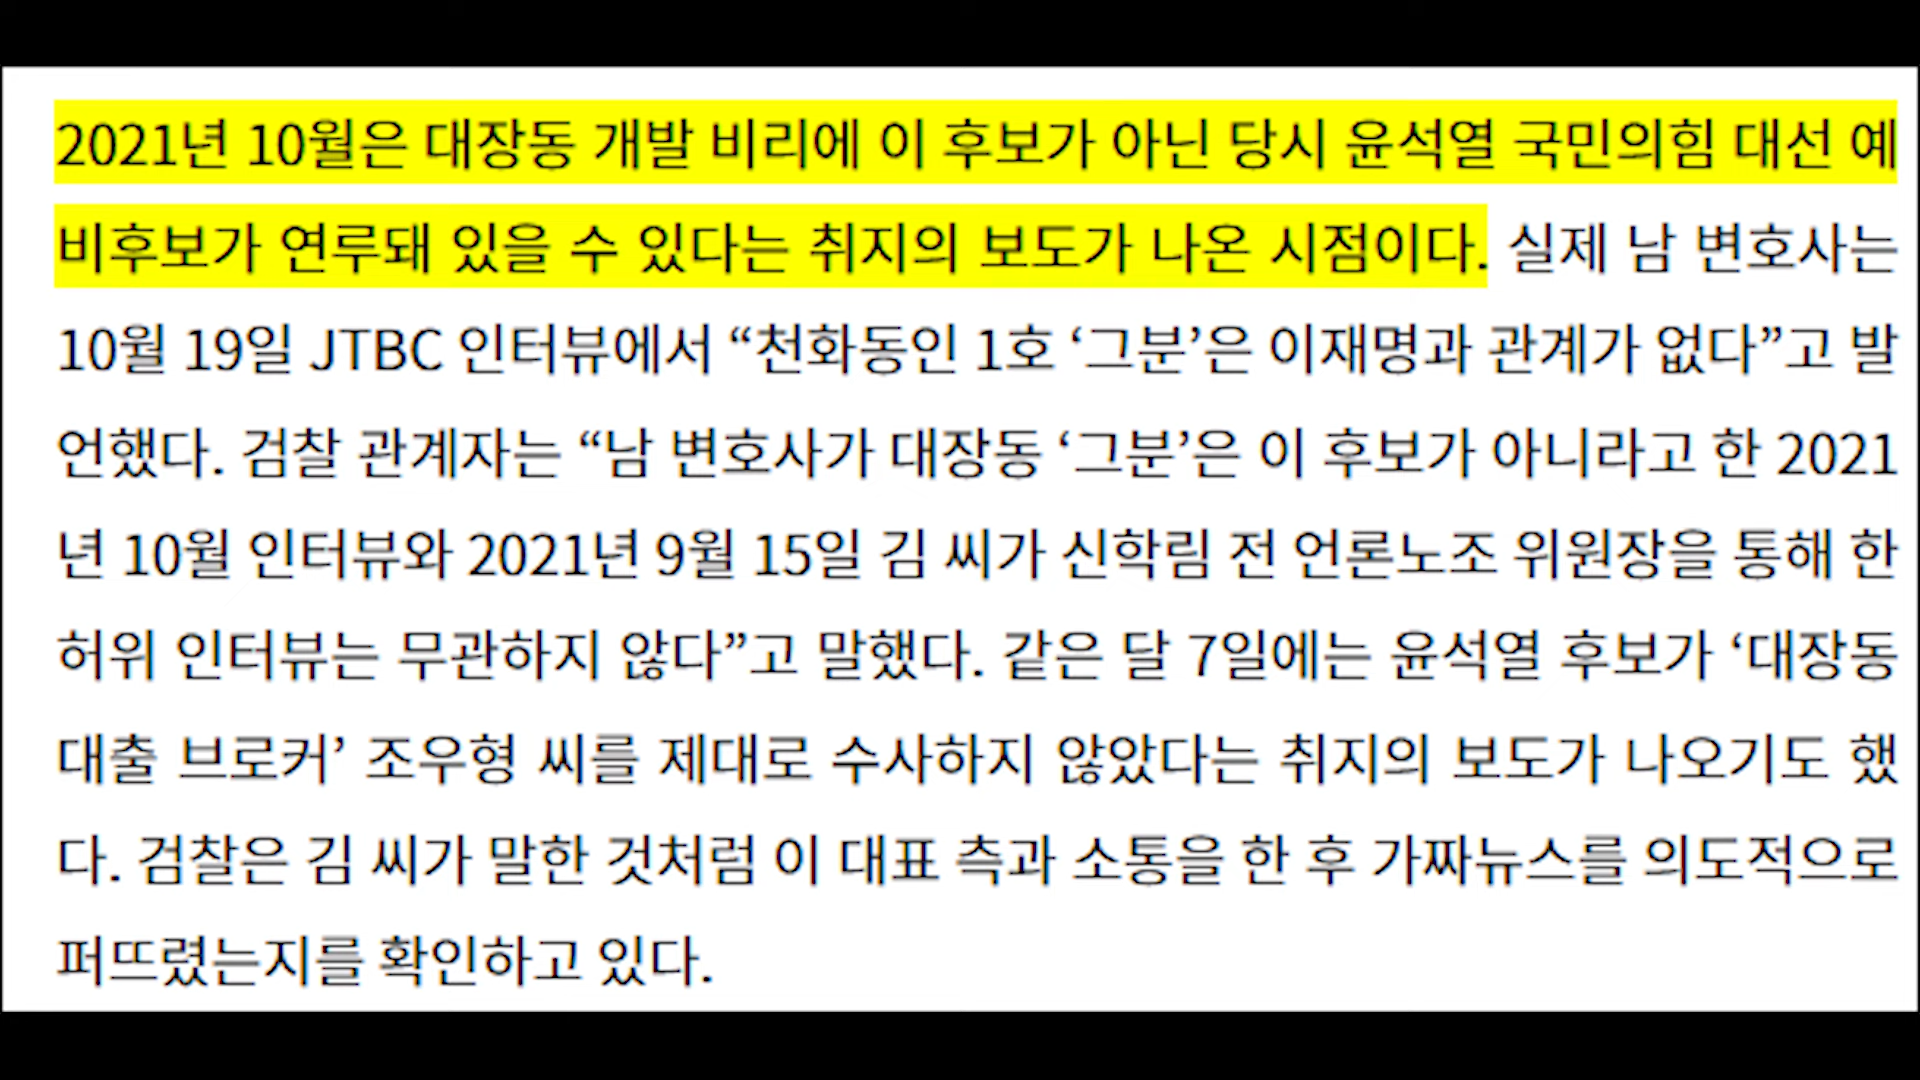 2021년 10월은 대장동 개발 비리에 이 후보가 아닌 당시 윤석열 국민의힘 대선 예
비후보가 연루돼 있을 수 있다는 취지의 보도가 나온 시점이다. 실제 남 변호사는
10월 19일 JTBC 인터뷰에서 “천화동인 1호 ‘그분’은 이재명과 관계가 없다”고 발
언했다. 검찰 관계자는 “남 변호사가 대장동 ‘그분’은 이 후보가 아니라고 한 2021
년 10월 인터뷰와 2021년 9월 15일 김 씨가 신학림 전 언론노조 위원장을 통해 한
허위 인터뷰는 무관하지 않다”고 말했다. 같은 달 7일에는 윤석열 후보가 ‘대장동
대출 브로커’ 조우형 씨를 제대로 수사하지 않았다는 취지의 보도가 나오기도 했
다. 검찰은 김 씨가 말한 것처럼 이 대표 측과 소통을 한 후 가짜뉴스를 의도적으로
퍼뜨렸는지를 확인하고 있다.